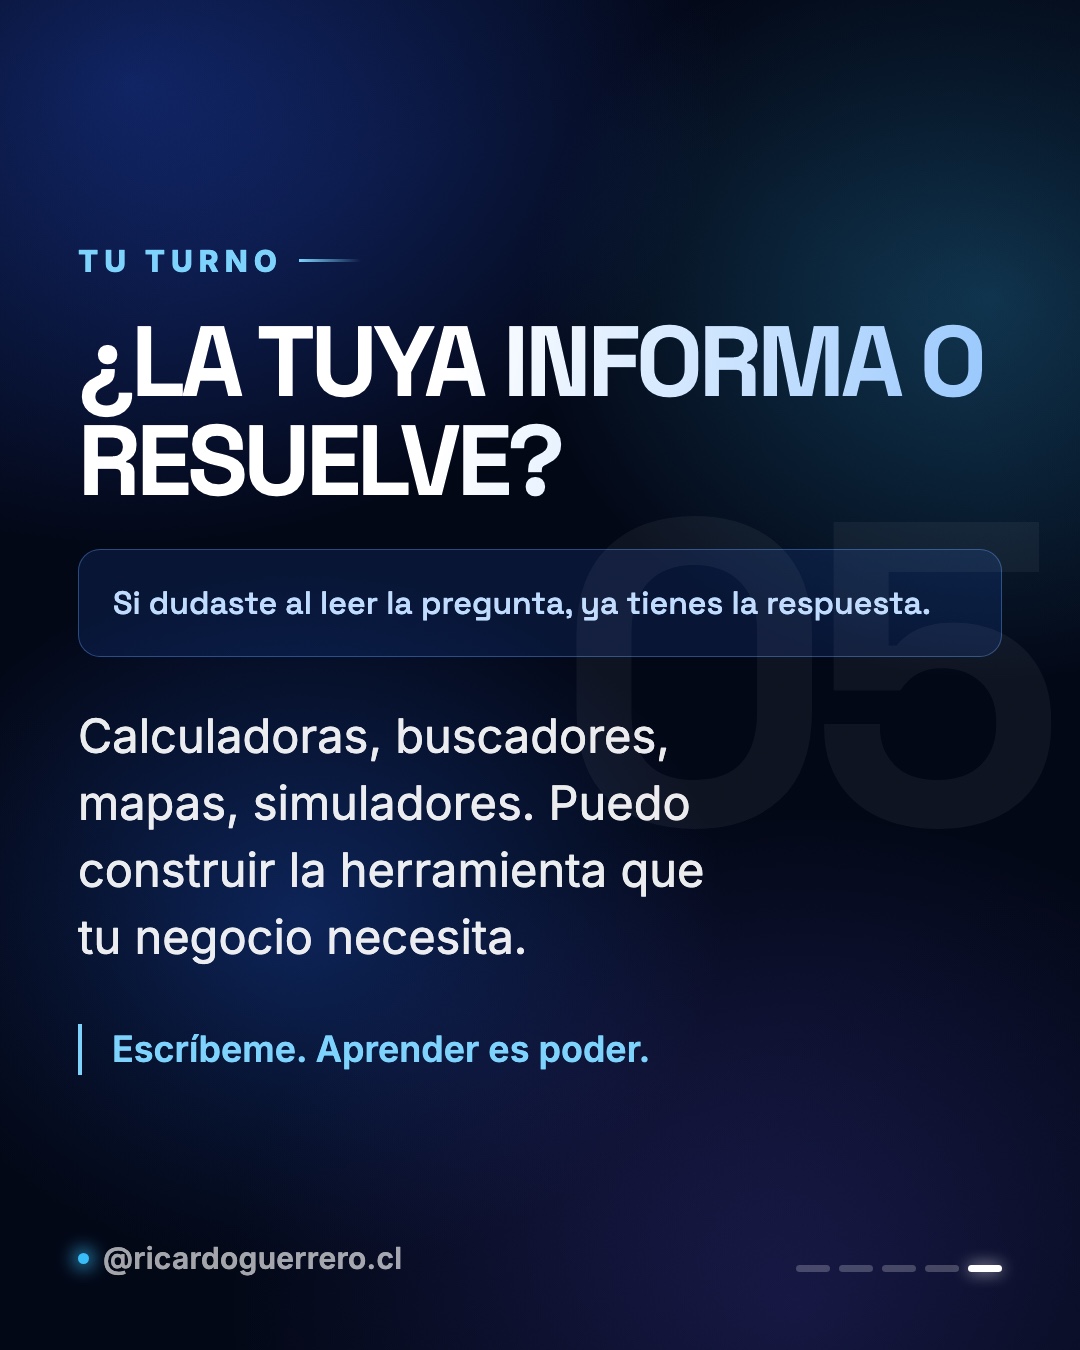 TU TURNO
¿LA TUYA INFORMA O
RESUELVE?
05
Si dudaste al leer la pregunta, ya tienes la respuesta.
Calculadoras, buscadores,
mapas, simuladores. Puedo
construir la herramienta que
tu negocio necesita.
Escríbeme. Aprender es poder.
@ricardoguerrero.cl